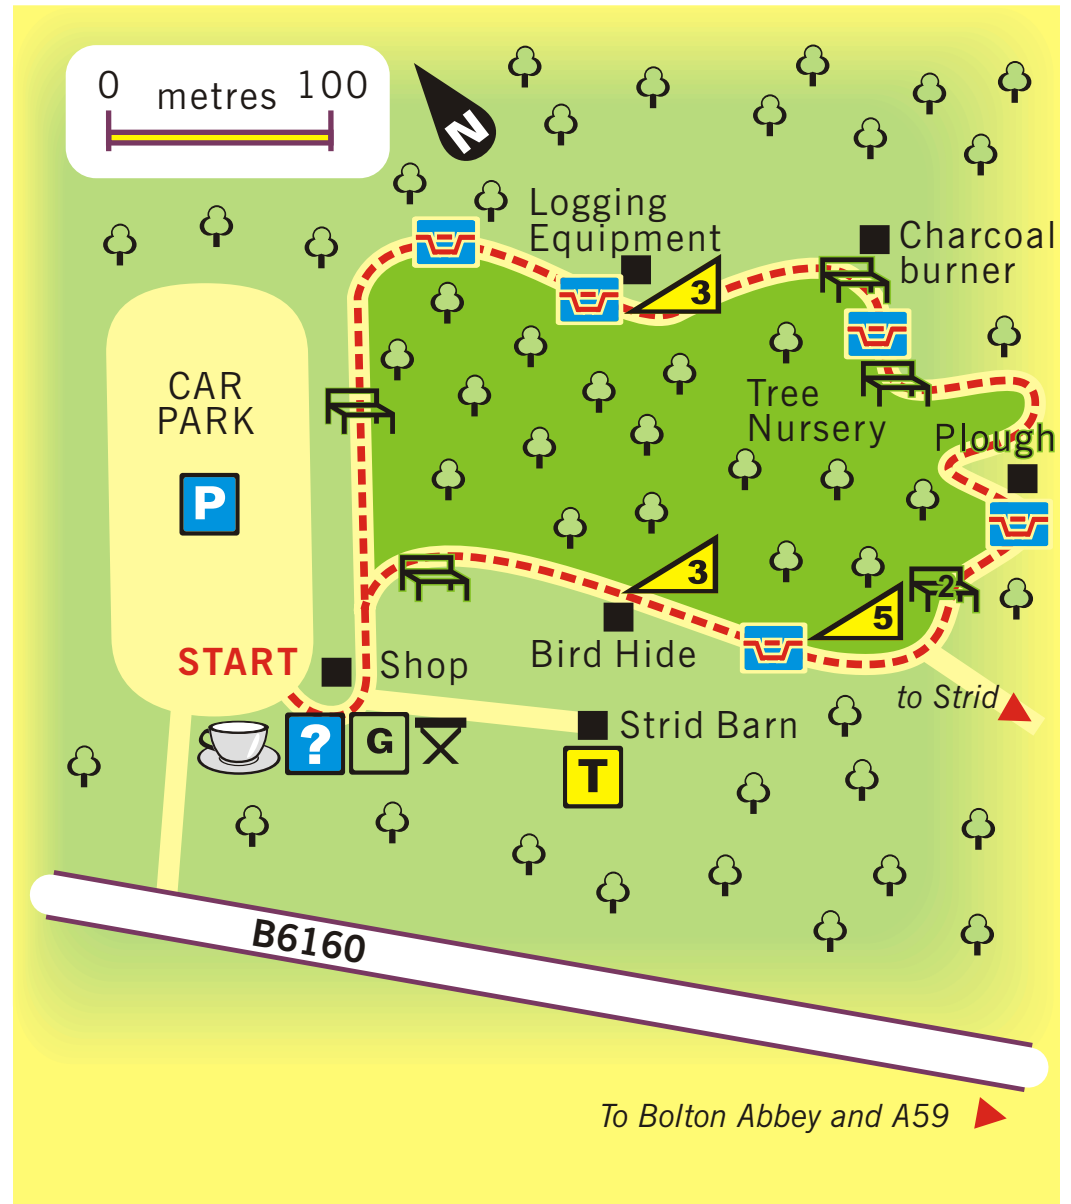 0 metres 100
N
Logging
Equipment
Charcoal
burner
3
CAR
PARK
Tree
Nursery
Plough
P
3
2
5
Bird Hide
START
Shop
to Strid
Strid Barn
?
G
T
B6160
To Bolton Abbey and A59